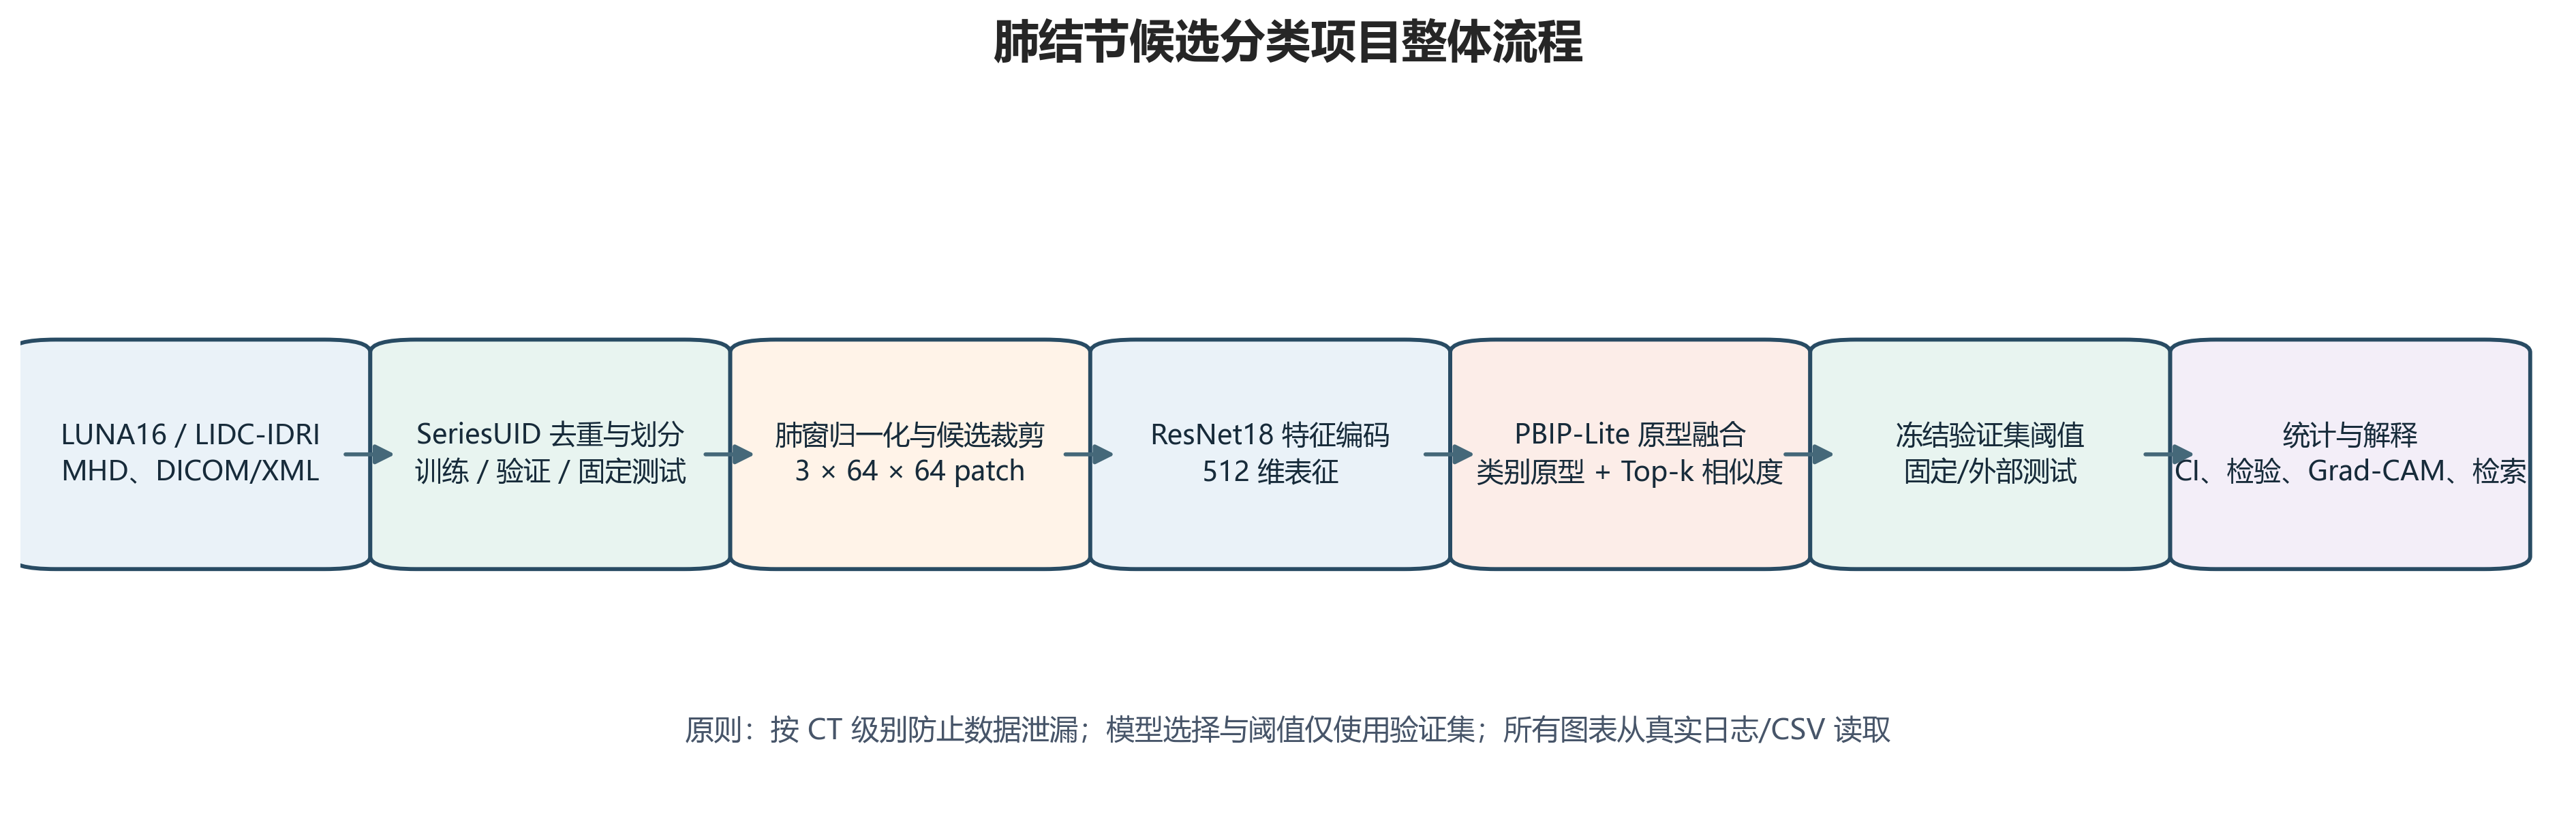 肺结节候选分类项目整体流程
LUNA16 / LIDC-IDRI
MHD、DICOM/XML
SeriesUID 去重与划分
训练 / 验证 / 固定测试
肺窗归一化与候选裁剪
3 × 64 × 64 patch
ResNet18 特征编码
512 维表征
PBIP-Lite 原型融合
类别原型 + Top-k 相似度
冻结验证集阈值
固定/外部测试
统计与解释
CI、检验、Grad-CAM、检索
原则：按 CT 级别防止数据泄漏；模型选择与阈值仅使用验证集；所有图表从真实日志/CSV 读取